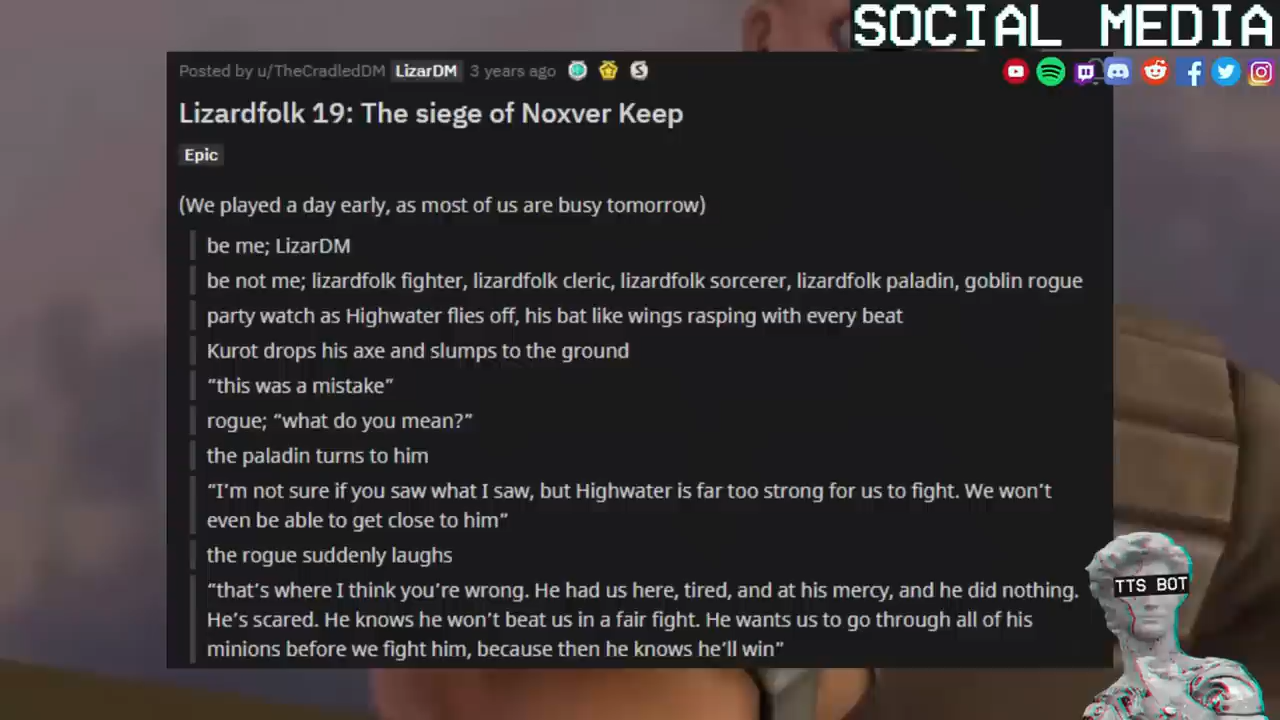 SOCIAL MEDIA
Posted by u/TheCradledDM LizarDM 3 years ago
Lizardfolk 19: The siege of Noxver Keep
Epic
(We played a day early, as most of us are busy tomorrow)
be me; LizarDM
be not me; lizardfolk fighter, lizardfolk cleric, lizardfolk sorcerer, lizardfolk paladin, goblin rogue
party watch as Highwater flies off, his bat like wings rasping with every beat
Kurot drops his axe and slumps to the ground
“this was a mistake”
rogue; “what do you mean?”
the paladin turns to him
“I’m not sure if you saw what I saw, but Highwater is far too strong for us to fight. We won’t
even be able to get close to him”
the rogue suddenly laughs
“that’s where I think you’re wrong. He had us here, tired, and at his mercy, and he did nothing.
He’s scared. He knows he won’t beat us in a fair fight. He wants us to go through all of his
minions before we fight him, because then he knows he’ll win”
TTS BOT